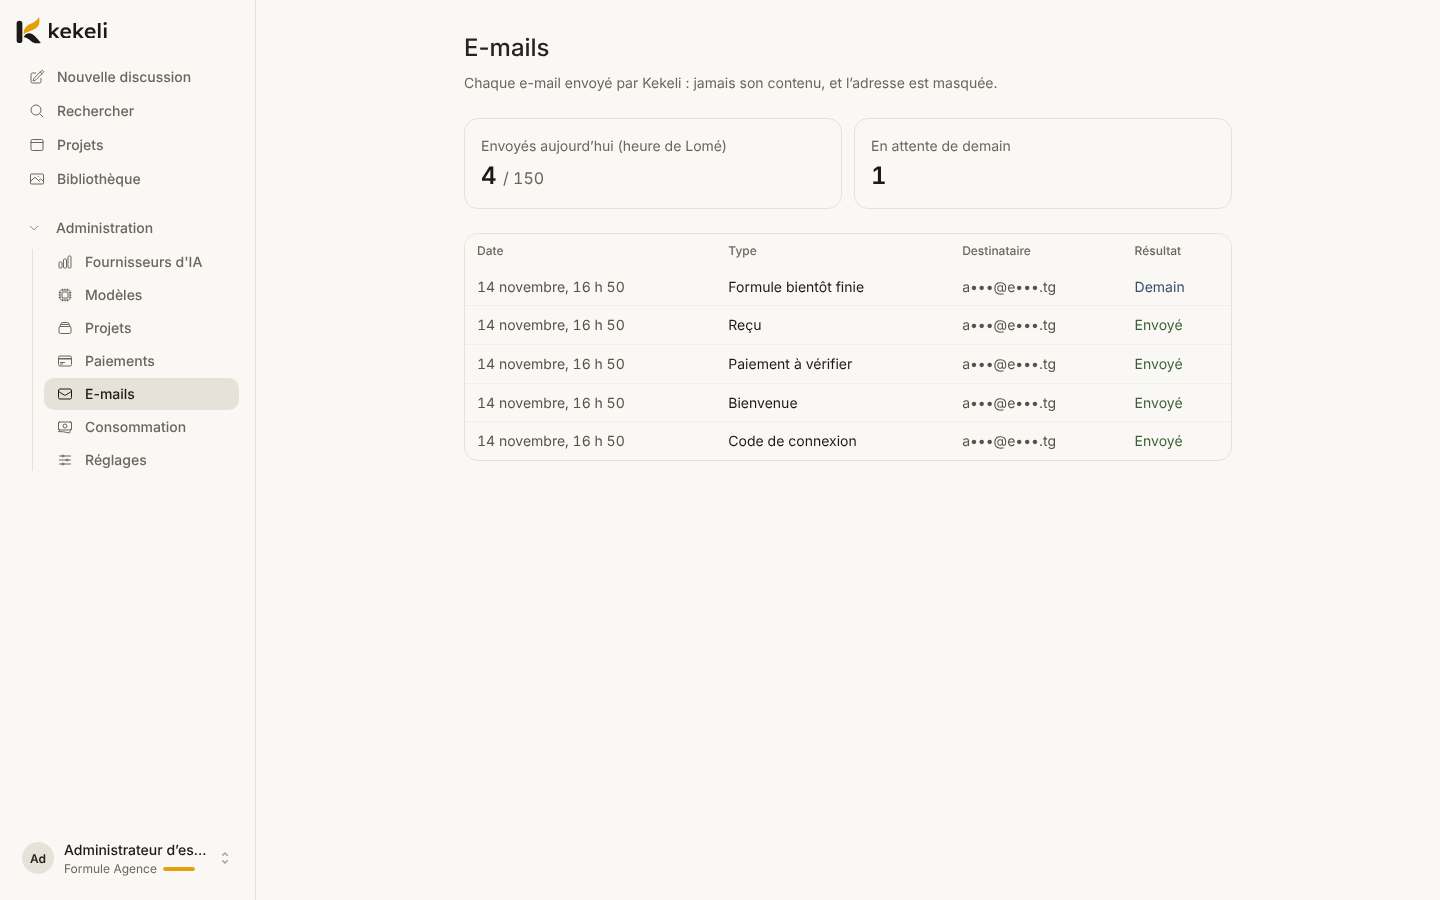 kekeli
Nouvelle discussion
Rechercher
Projets
Bibliothèque
Administration
Fournisseurs d'IA
Modèles
Projets
Paiements
E-mails
Consommation
Réglages
Ad
Administrateur d’es...
Formule Agence
E-mails
Chaque e-mail envoyé par Kekeli : jamais son contenu, et l’adresse est masquée.
Envoyés aujourd’hui (heure de Lomé)
4 / 150
En attente de demain
1
Date Type Destinataire Résultat
14 novembre, 16 h 50 Formule bientôt finie a•••@e•••.tg Demain
14 novembre, 16 h 50 Reçu a•••@e•••.tg Envoyé
14 novembre, 16 h 50 Paiement à vérifier a•••@e•••.tg Envoyé
14 novembre, 16 h 50 Bienvenue a•••@e•••.tg Envoyé
14 novembre, 16 h 50 Code de connexion a•••@e•••.tg Envoyé